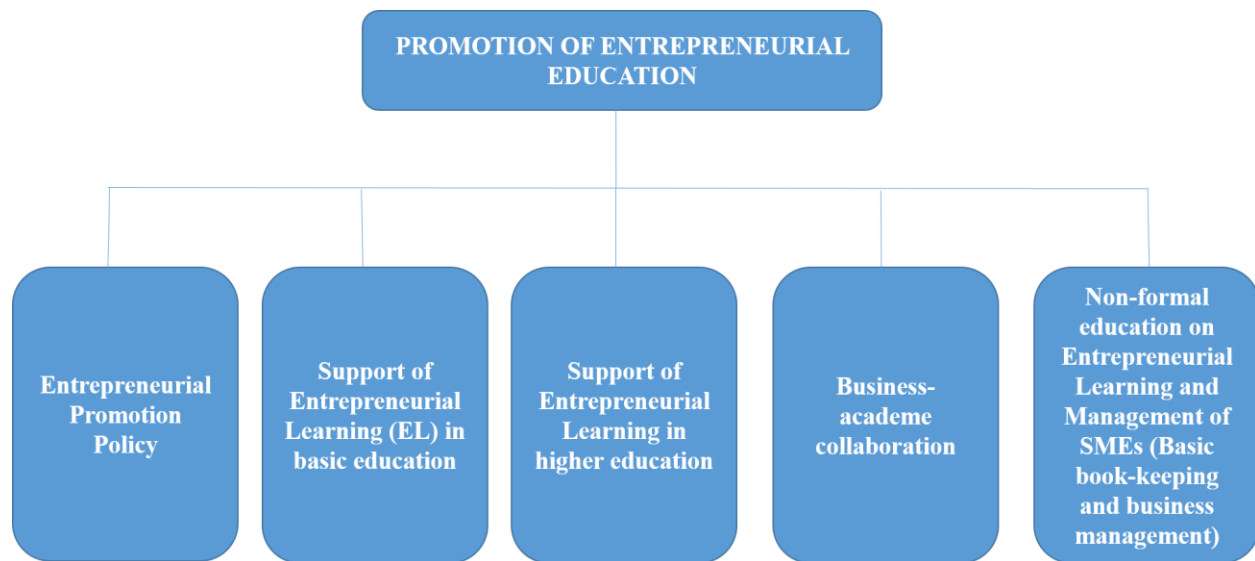 PROMOTION OF ENTREPRENEURIAL
EDUCATION
Entrepreneurial
Promotion
Policy
Support of
Entrepreneurial
Learning (EL) in
basic education
Support of
Entrepreneurial
Learning in
higher education
Business-
academe
collaboration
Non-formal
education on
Entrepreneurial
Learning and
Management of
SMEs (Basic
book-keeping
and business
management)